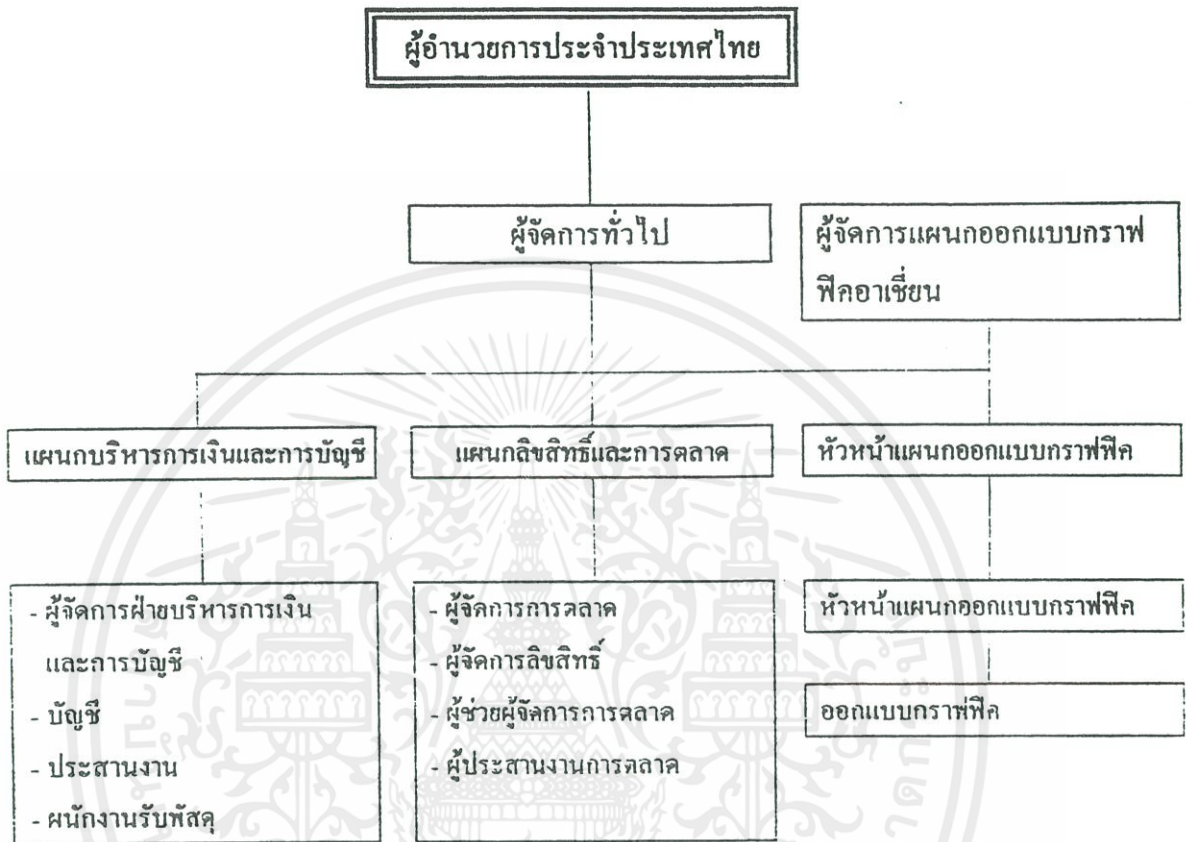 ผู้อำนวยการประจำประเทศไทย
ผู้จัดการทั่วไป
ผู้จัดการแผนกออกแบบกราฟ
ฟิคอาเชี่ยน
แผนกบริหารการเงินและการบัญชี
แผนกลิขสิทธิ์และการตลาด
หัวหน้าแผนกออกแบบกราฟฟิค
- ผู้จัดการฝ่ายบริหารการเงิน
และการบัญชี
- บัญชี
- ประสานงาน
- พนักงานรับพัสดุ
- ผู้จัดการการตลาด
- ผู้จัดการลิขสิทธิ์
- ผู้ช่วยผู้จัดการการตลาด
- ผู้ประสานงานการตลาด
หัวหน้าแผนกออกแบบกราฟฟิค
ออกแบบกราฟฟิค